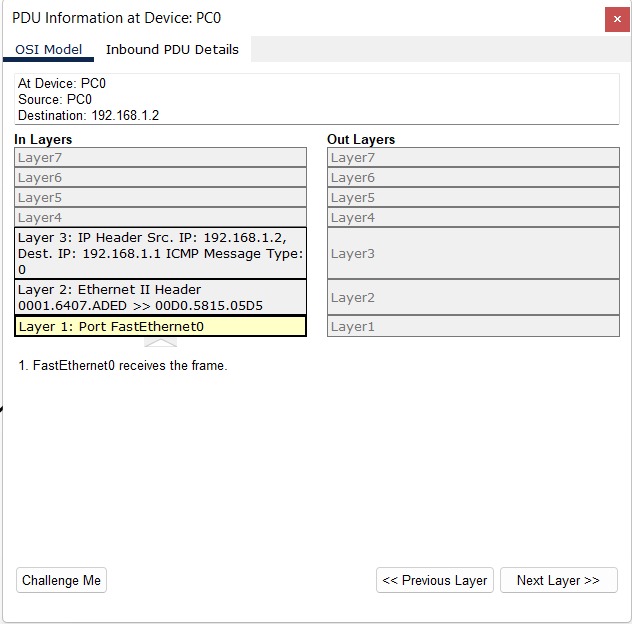 PDU Information at Device: PC0
OSI Model Inbound PDU Details
At Device: PC0
Source: PC0
Destination: 192.168.1.2
In Layers Out Layers
Layer7 Layer7
Layer6 Layer6
Layer5 Layer5
Layer4 Layer4
Layer 3: IP Header Src. IP: 192.168.1.2,
Dest. IP: 192.168.1.1 ICMP Message Type:
0
Layer3
Layer 2: Ethernet II Header
0001.6407.ADED >> 00D0.5815.05D5
Layer2
Layer 1: Port FastEthernet0 Layer1
1. FastEthernet0 receives the frame.
Challenge Me << Previous Layer Next Layer >>